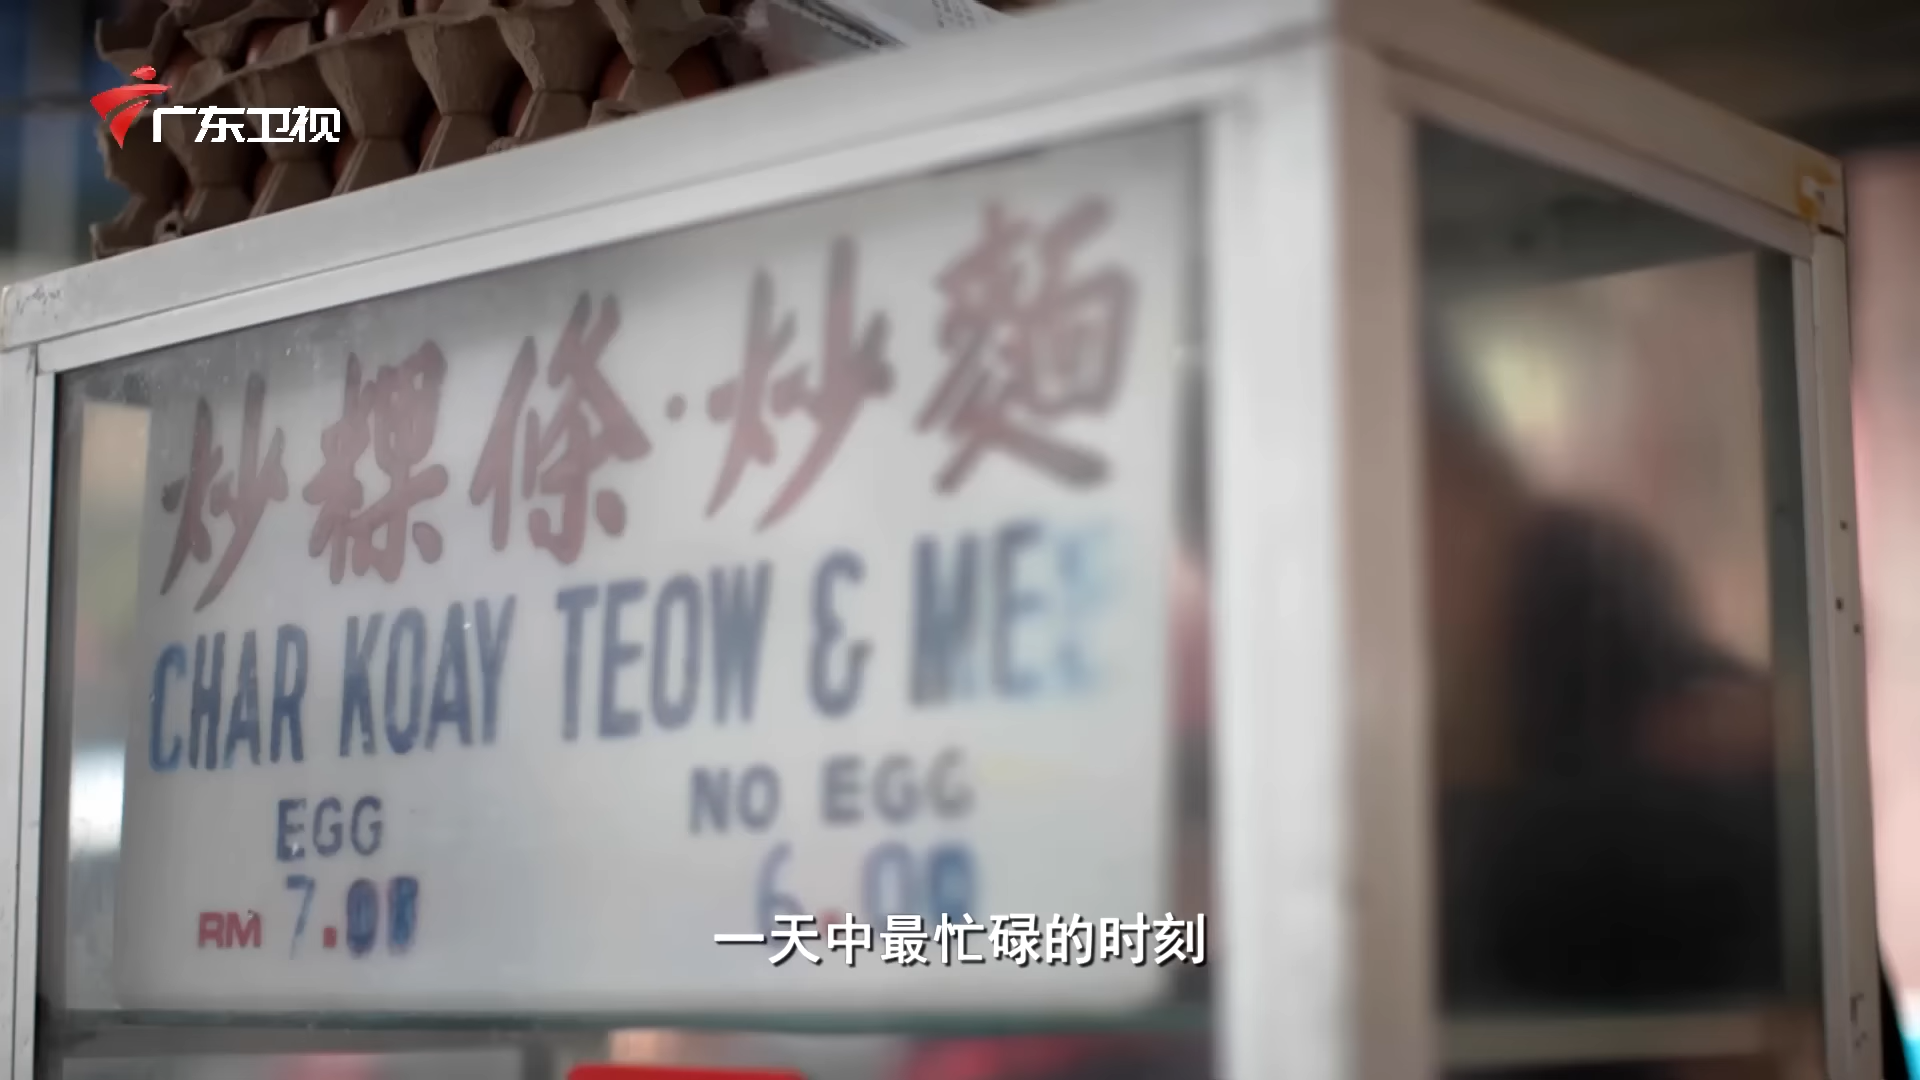 广东卫视
炒粿條·炒麵
CHAR KOAY TEOW & MEE
EGG
NO EGG
RM 7.00
6.00
一天中最忙碌的时刻